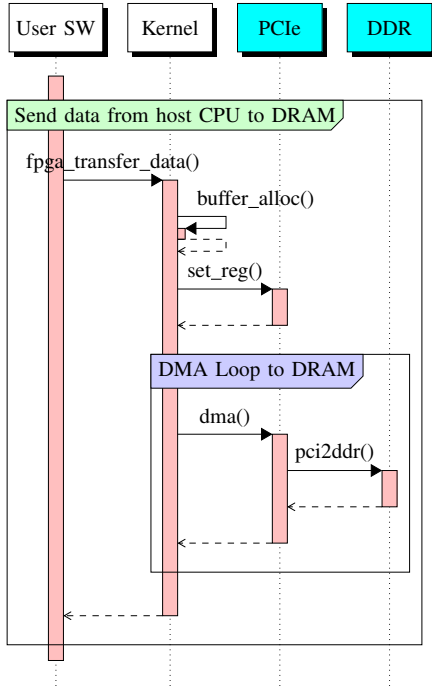 User SW
Kernel
PCIe
DDR
Send data from host CPU to DRAM
fpga_transfer_data()
buffer_alloc()
set_reg()
DMA Loop to DRAM
dma()
pci2ddr()